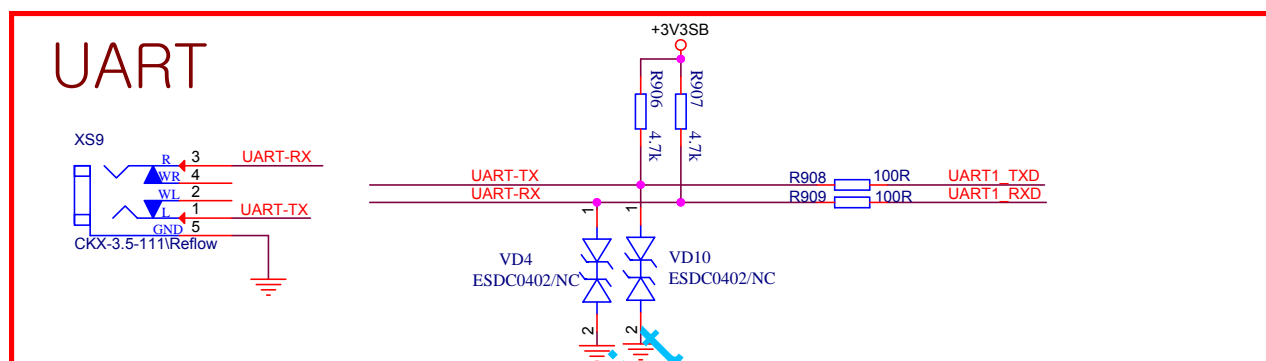 +3V3SB
UART
R906
R907
4.7k
4.7k
XS9
R 3 UART-RX
WR 4
WL 2
L 1 UART-TX
GND 5
CKX-3.5-111\Reflow
UART-TX R908 100R UART1_TXD
UART-RX R909 100R UART1_RXD
1 1
VD4
ESDC0402/NC
VD10
ESDC0402/NC
2 2